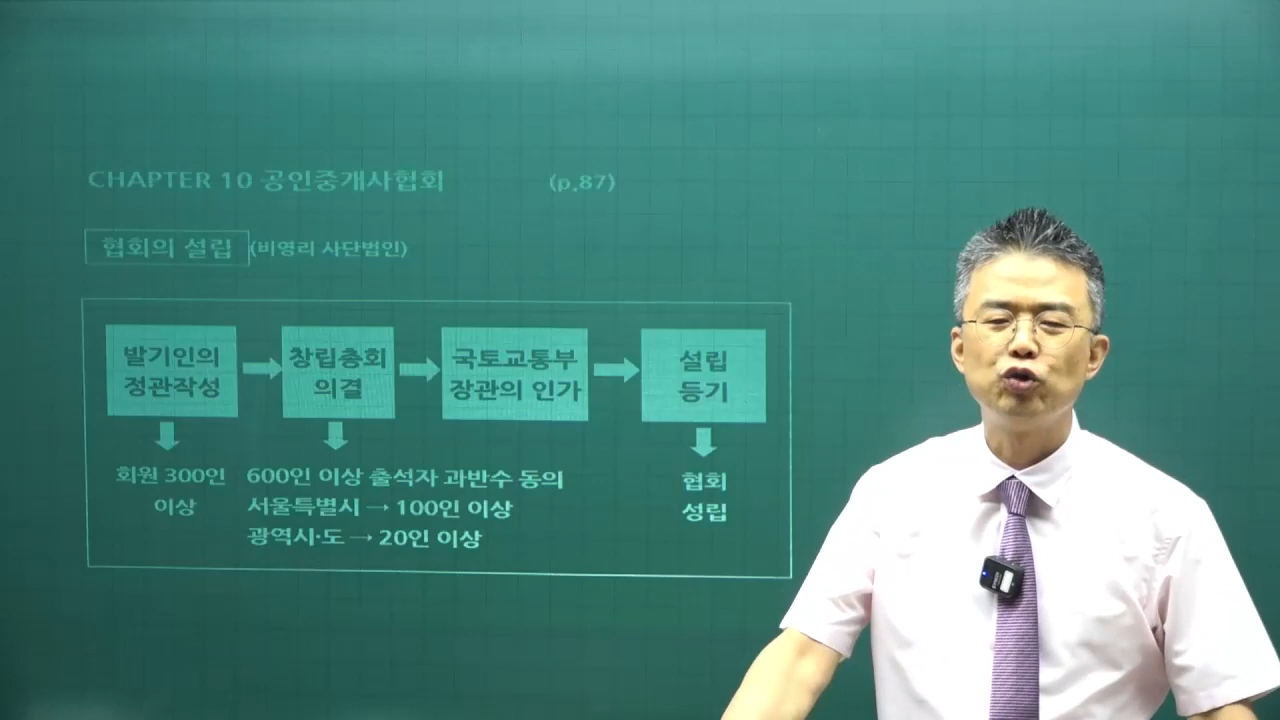 CHAPTER 10 공인중개사협회 (p.87)
협회의 설립 (비영리 사단법인)
발기인의
정관작성
창립총회
의결
국토교통부
장관의 인가
설립
등기
회원 300인
이상
600인 이상 출석자 과반수 동의
서울특별시 → 100인 이상
광역시·도 → 20인 이상
협회
성립